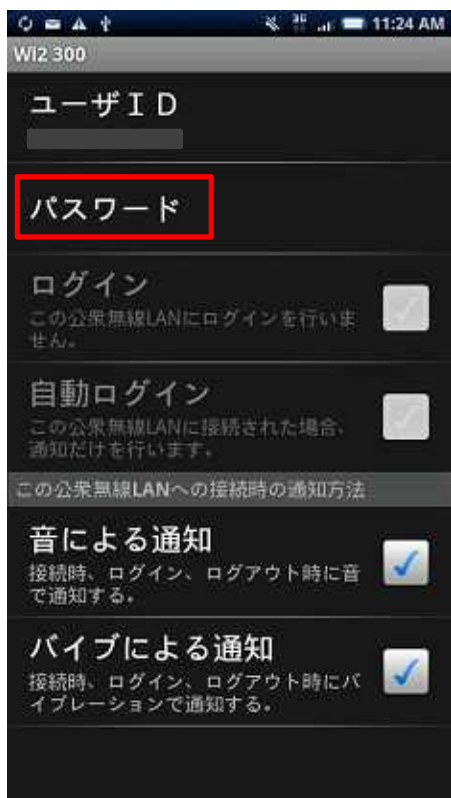 11:24 AM
Wi2 300
ユーザID
パスワード
ログイン
この公衆無線LANにログインを行いま
せん。
自動ログイン
この公衆無線LANに接続された場合、
通知だけを行います。
この公衆無線LANへの接続時の通知方法
音による通知
接続時、ログイン、ログアウト時に音
で通知する。
バイブによる通知
接続時、ログイン、ログアウト時にバ
イブレーションで通知する。